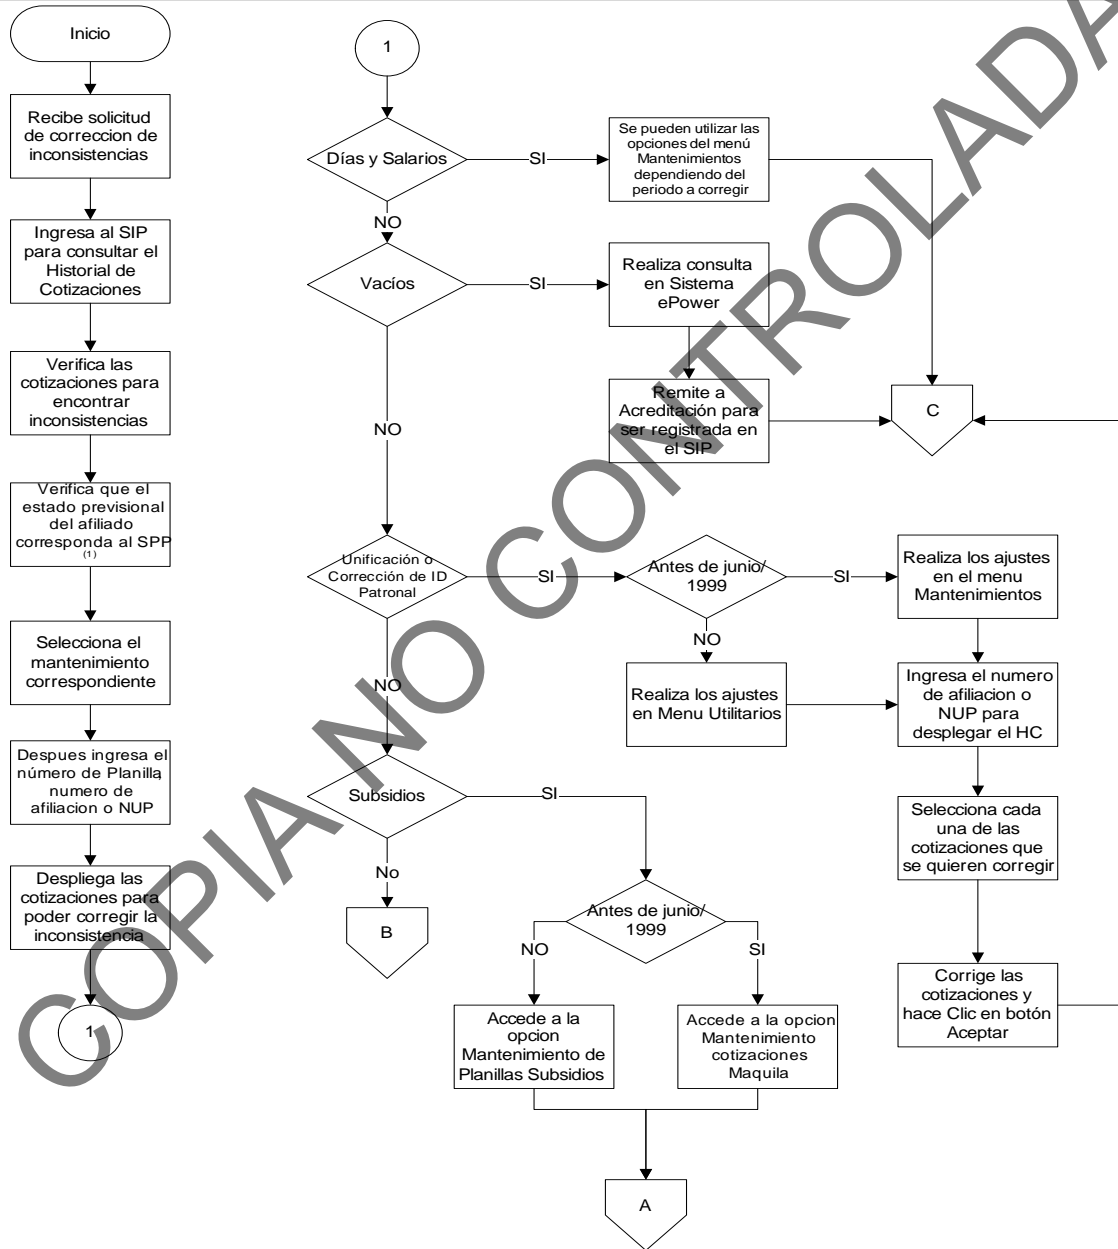 Inicio
Recibe solicitud
de correccion de
inconsistencias
Ingresa al SIP
para consultar el
Historial de
Cotizaciones
Verifica las
cotizaciones para
encontrar
inconsistencias
Verifica que el
estado previsional
del afiliado
corresponda al SPP
(1)
Selecciona el
mantenimiento
correspondiente
Despues ingresa el
número de Planilla,
numero de
afiliacion o NUP
Despliega las
cotizaciones para
poder corregir la
inconsistencia
1
1
Días y Salarios
SI
Se pueden utilizar las
opciones del menú
Mantenimientos
dependiendo del
periodo a corregir
NO
Vacíos
SI
Realiza consulta
en Sistema
ePower
Remite a
Acreditación para
ser registrada en
el SIP
C
NO
Unificación o
Corrección de ID
Patronal
SI
Antes de junio/
1999
SI
Realiza los ajustes
en el menu
Mantenimientos
NO
Realiza los ajustes
en Menu Utilitarios
Ingresa el numero
de afiliacion o
NUP para
desplegar el HC
Selecciona cada
una de las
cotizaciones que
se quieren corregir
Corrige las
cotizaciones y
hace Clic en botón
Aceptar
NO
Subsidios
SI
No
B
Antes de junio/
1999
NO
SI
Accede a la opcion
Mantenimiento de
Planillas Subsidios
Accede a la opcion
Mantenimiento
cotizaciones
Maquila
A
COPIA NO CONTROLADA